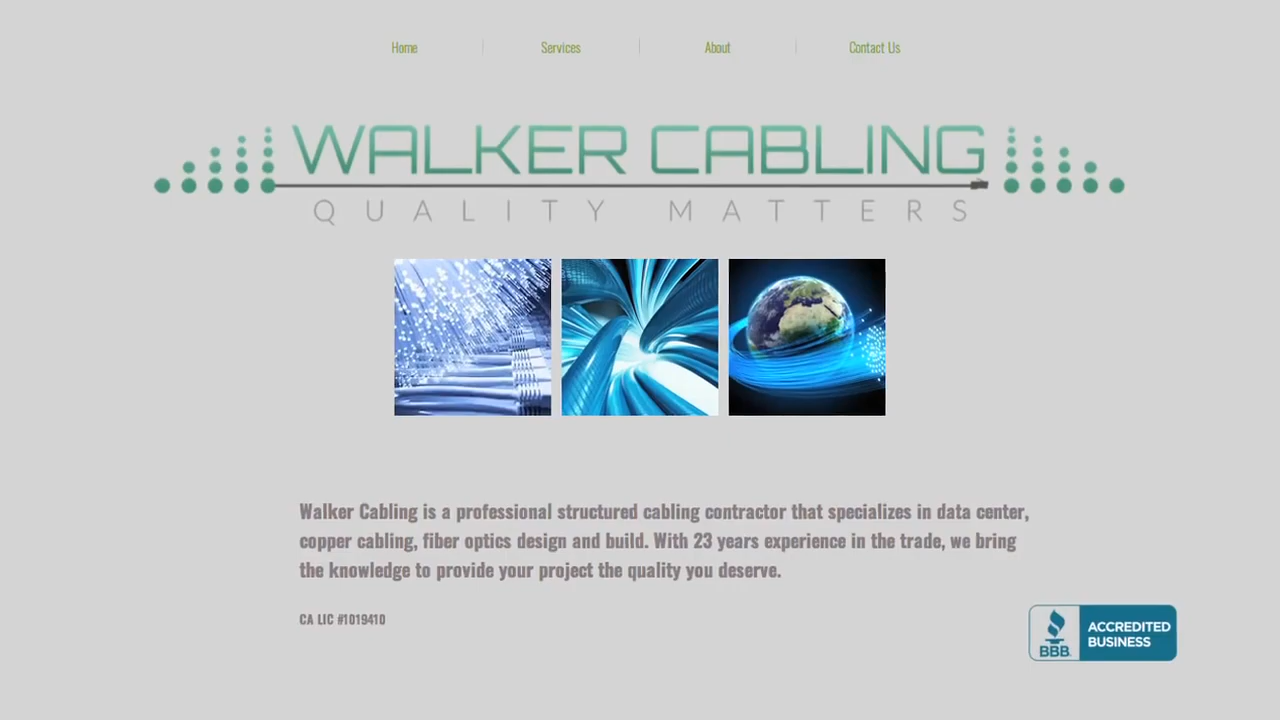 Home
Services
About
Contact Us
WALKER CABLING
QUALITY MATTERS
Walker Cabling is a professional structured cabling contractor that specializes in data center,
copper cabling, fiber optics design and build. With 23 years experience in the trade, we bring
the knowledge to provide your project the quality you deserve.
CA LIC #1019410
BBB.
ACCREDITED
BUSINESS